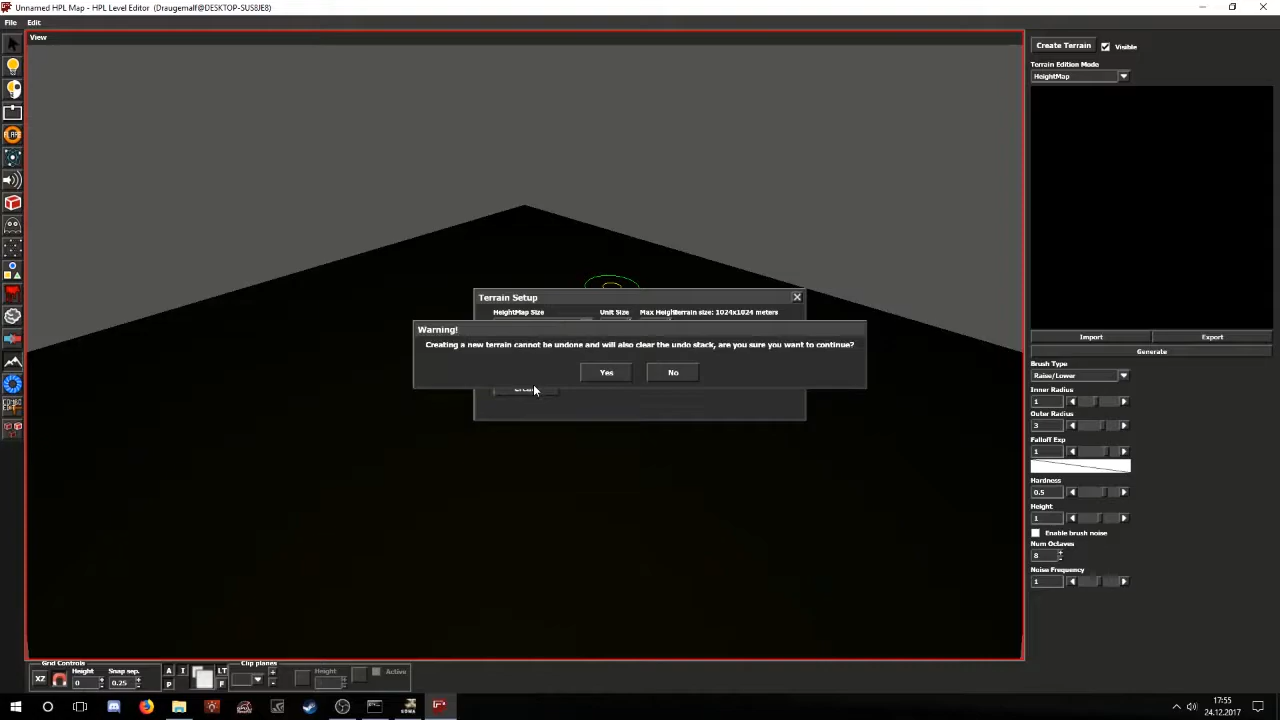 Unnamed HPL Map - HPL Level Editor (Draugemalf@DESKTOP-SUS8JE8)
File Edit
View
Create Terrain Visible
Terrain Edition Mode
HeightMap
Terrain Setup
HeightMap Size Unit Size Max Height Terrain size: 1024x1024 meters
Warning!
Creating a new terrain cannot be undone and will also clear the undo stack, are you sure you want to continue?
Yes No
Import Export
Generate
Brush Type
Raise/Lower
Inner Radius
1
Outer Radius
3
Falloff Exp
1
Hardness
0.5
Height
1
Enable brush noise
Num Octaves
8
Noise Frequency
1
Grid Controls
XZ Height Snap sep. A I LT Clip planes Height Active
0 0.25 P F
17:55
24.12.2017